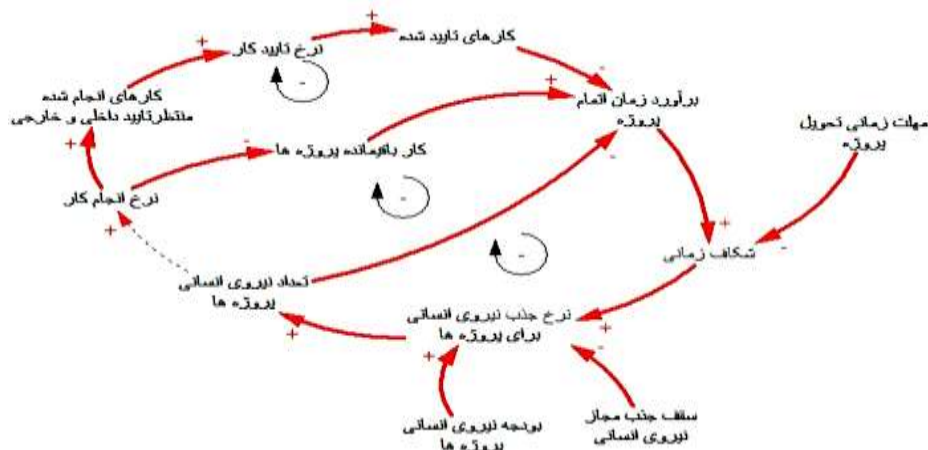 کارهای تایید شده
نرخ تایید کار
کارهای انجام شده
منتظر تایید داخلی و خارجی
برآورد زمان اتمام
پروژه
مهلت زمانی تحویل
پروژه
کار باقیمانده پروژه ها
نرخ انجام کار
شکاف زمانی
تعداد نیروی انسانی
پروژه ها
نرخ جذب نیروی انسانی
برای پروژه ها
بودجه نیروی انسانی
پروژه ها
سقف جذب مجاز
نیروی انسانی